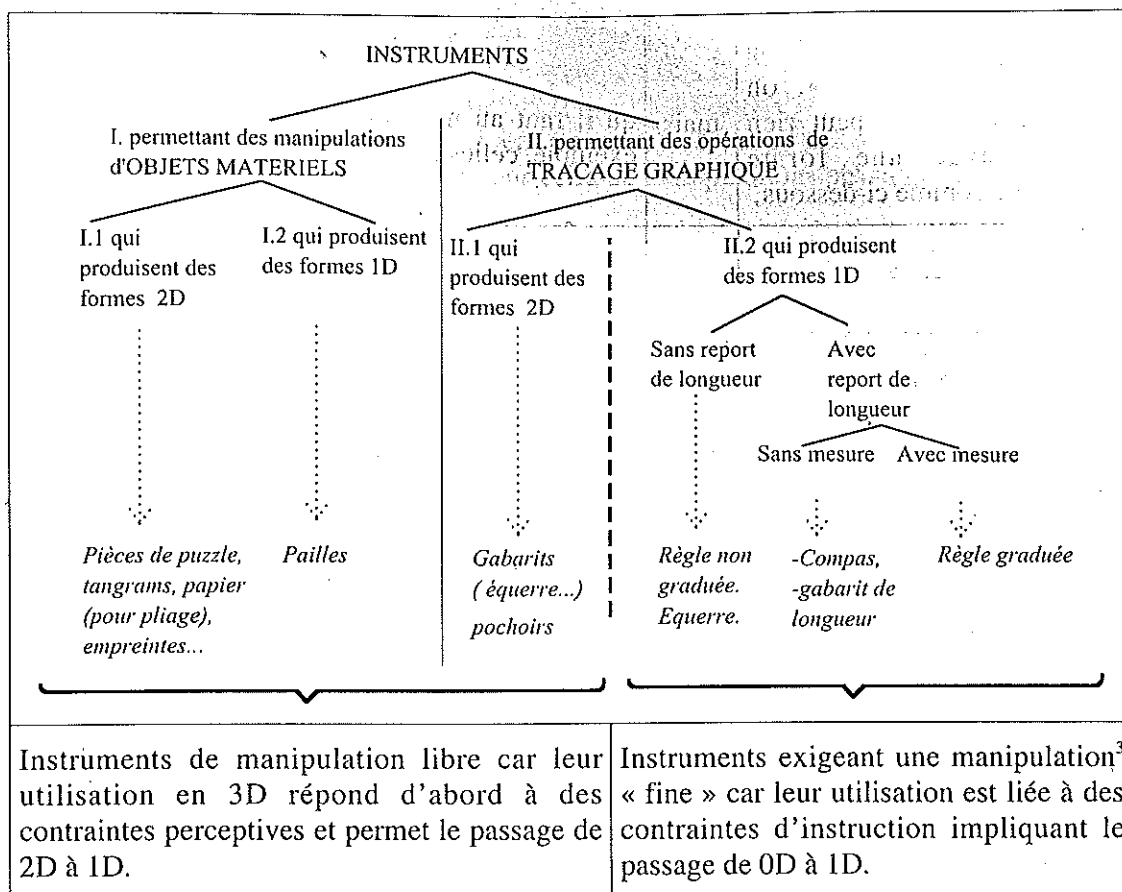 INSTRUMENTS
I. permettant des manipulations
d'OBJETS MATERIELS
II. permettant des opérations de
TRACAGE GRAPHIQUE
I.1 qui
produisent des
formes 2D
I.2 qui produisent
des formes 1D
II.1 qui
produisent des
formes 2D
II.2 qui produisent
des formes 1D
Sans report
de longueur
Avec
report de
longueur
Sans mesure
Avec mesure
Pièces de puzzle,
tangrams, papier
(pour pliage),
empreintes...
Pailles
Gabarits
( équerre...)
pochoirs
Règle non
graduée.
Equerre.
-Compas,
-gabarit de
longueur
Règle graduée
Instruments de manipulation libre car leur
utilisation en 3D répond d'abord à des
contraintes perceptives et permet le passage de
2D à 1D.
Instruments exigeant une manipulation³
« fine » car leur utilisation est liée à des
contraintes d'instruction impliquant le
passage de 0D à 1D.